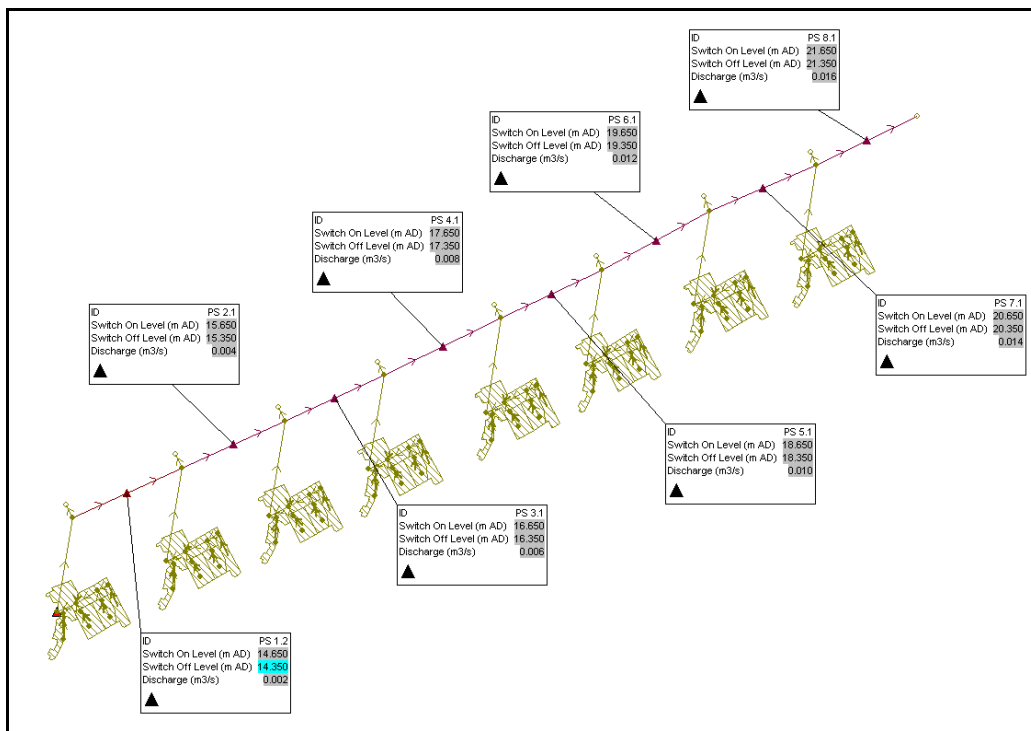 ID PS 8.1
Switch On Level (m AD) 21.650
Switch Off Level (m AD) 21.350
Discharge (m3/s) 0.016
ID PS 6.1
Switch On Level (m AD) 19.650
Switch Off Level (m AD) 19.350
Discharge (m3/s) 0.012
ID PS 4.1
Switch On Level (m AD) 17.650
Switch Off Level (m AD) 17.350
Discharge (m3/s) 0.008
ID PS 2.1
Switch On Level (m AD) 15.650
Switch Off Level (m AD) 15.350
Discharge (m3/s) 0.004
ID PS 7.1
Switch On Level (m AD) 20.650
Switch Off Level (m AD) 20.350
Discharge (m3/s) 0.014
ID PS 5.1
Switch On Level (m AD) 18.650
Switch Off Level (m AD) 18.350
Discharge (m3/s) 0.010
ID PS 3.1
Switch On Level (m AD) 16.650
Switch Off Level (m AD) 16.350
Discharge (m3/s) 0.006
ID PS 1.2
Switch On Level (m AD) 14.650
Switch Off Level (m AD) 14.350
Discharge (m3/s) 0.002